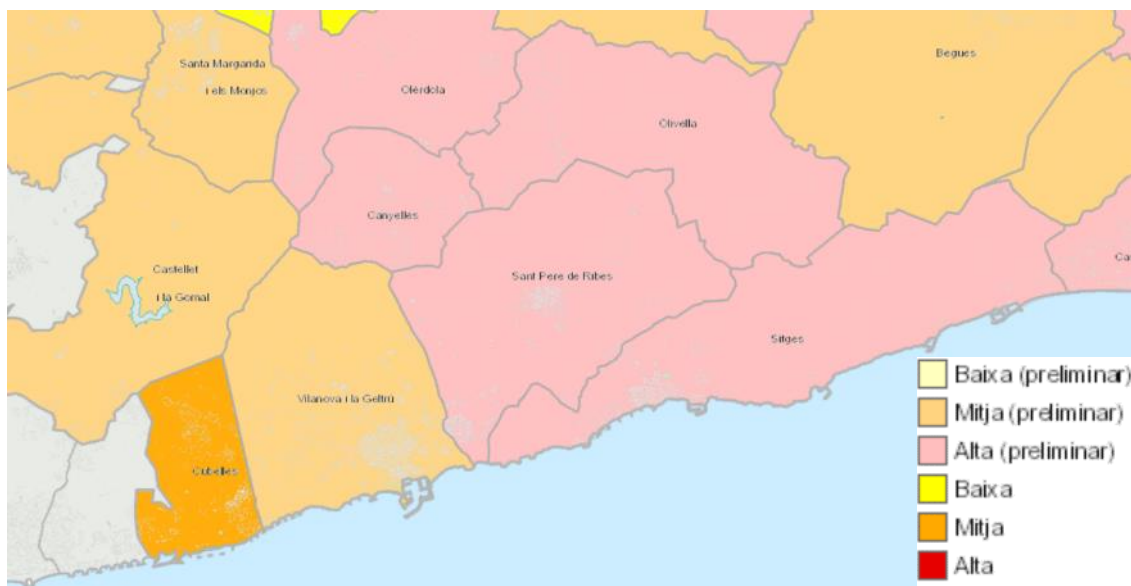 Santa Margarida
i els Monjos
Olèrdola
Begues
Olivella
Canyelles
Castellet
i la Gornal
Sant Pere de Ribes
Sitges
Vilanova i la Geltrú
Cubelles
Ca
Baixa (preliminar)
Mitja (preliminar)
Alta (preliminar)
Baixa
Mitja
Alta